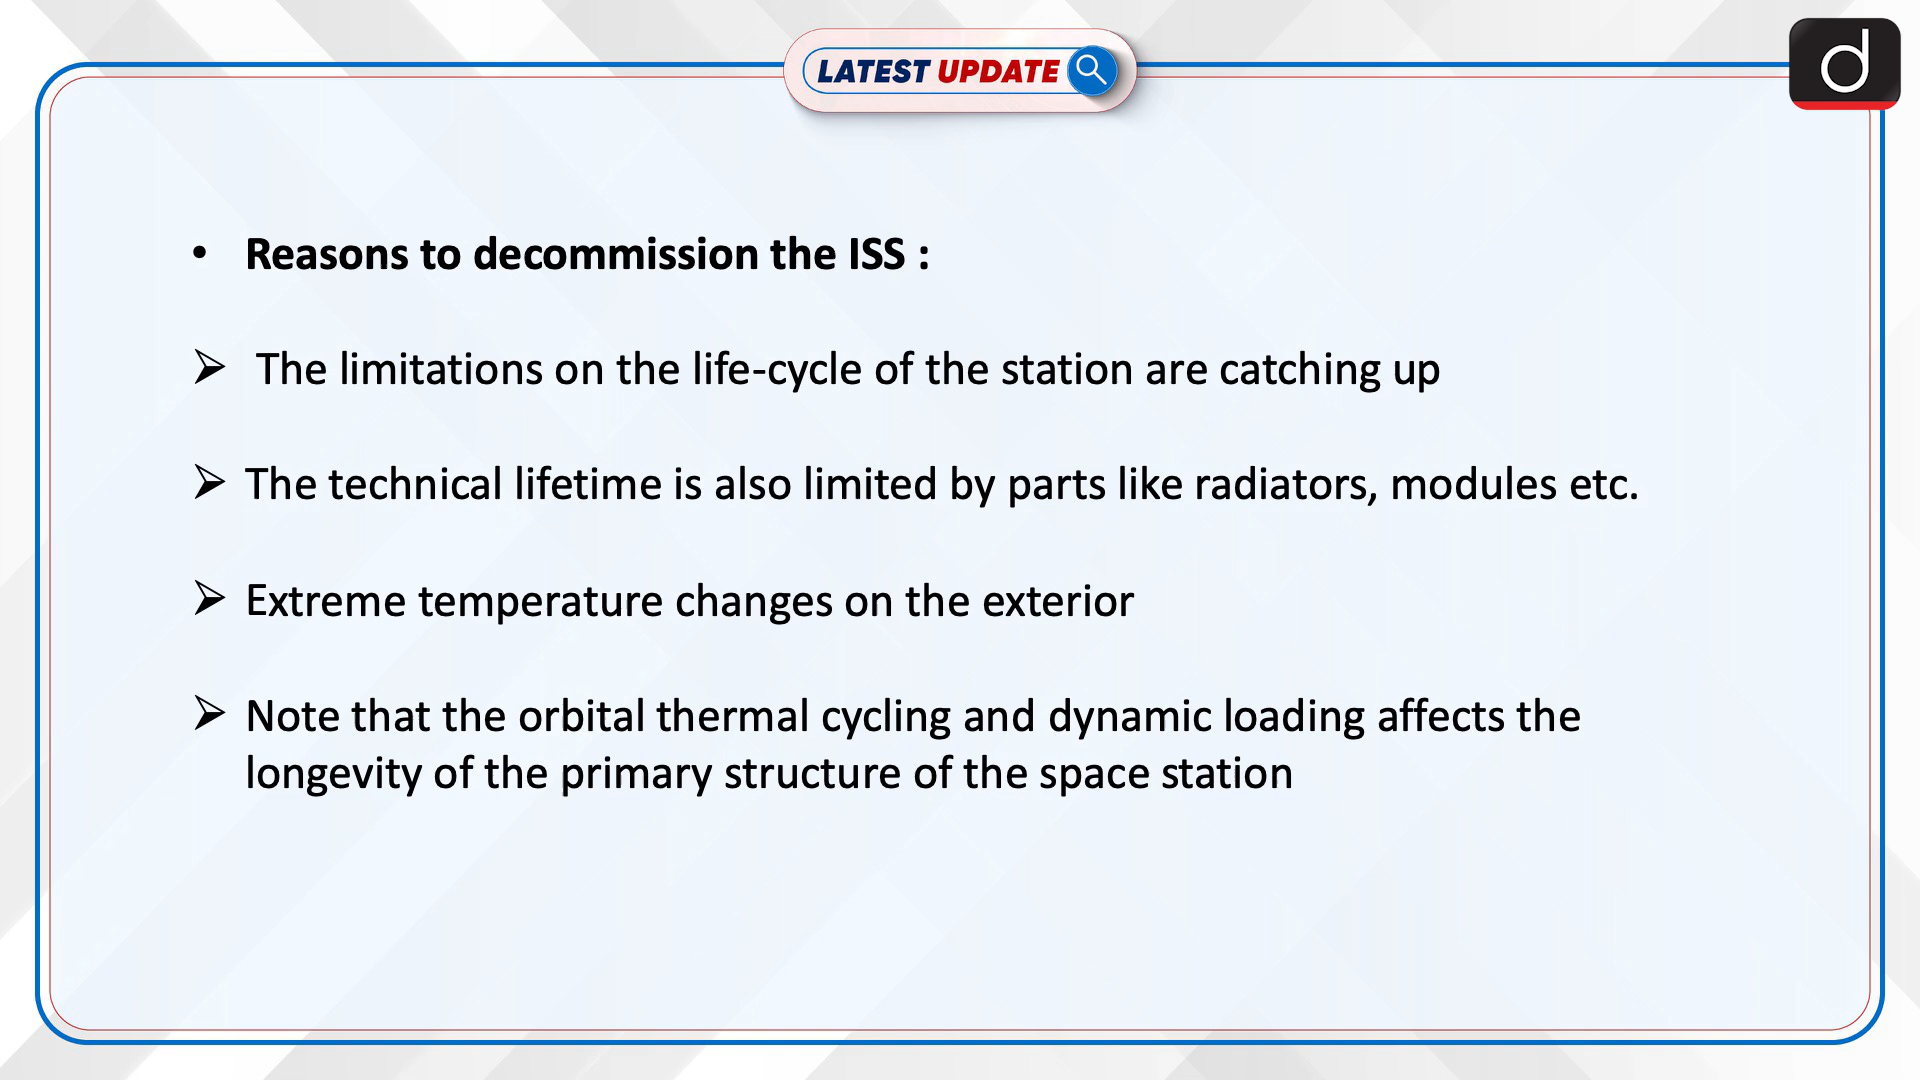 LATEST UPDATE
d
• Reasons to decommission the ISS :
➢ The limitations on the life-cycle of the station are catching up
➢ The technical lifetime is also limited by parts like radiators, modules etc.
➢ Extreme temperature changes on the exterior
➢ Note that the orbital thermal cycling and dynamic loading affects the
longevity of the primary structure of the space station